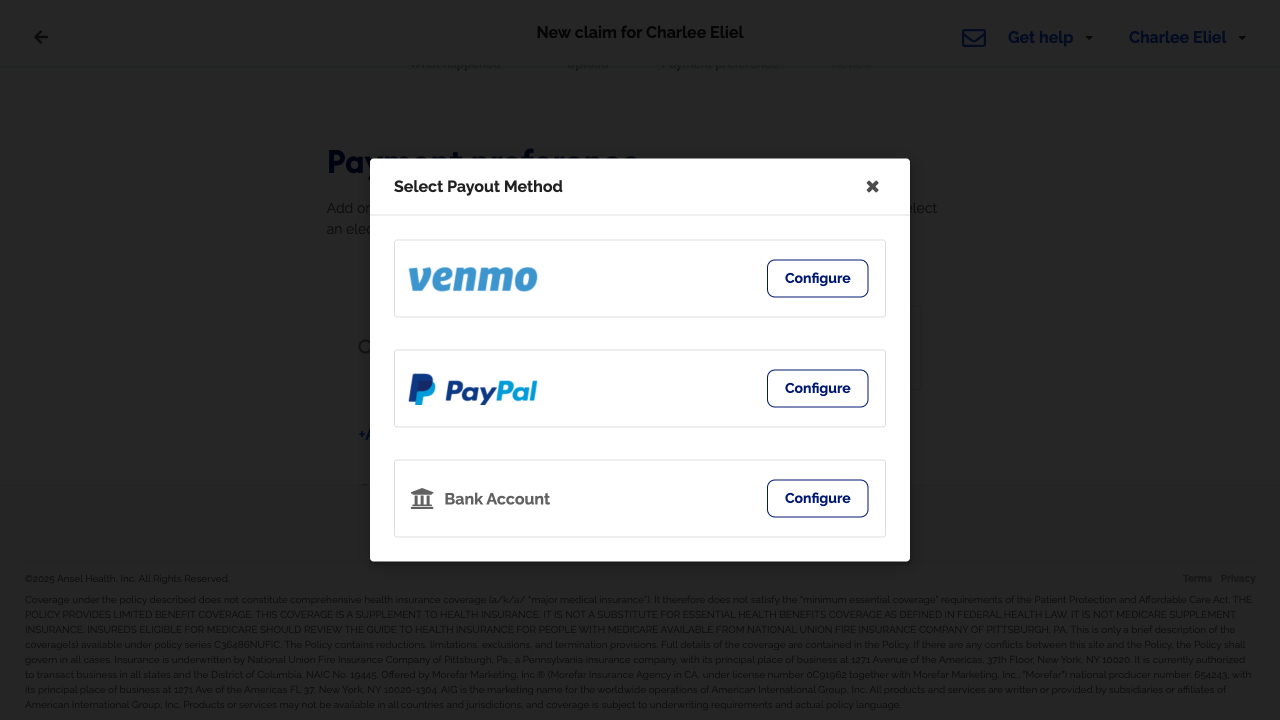 New claim for Charlee Eliel
Get help
Charlee Eliel
Payment preference
Select Payout Method
Add
an
venmo
Configure
PayPal
Configure
Bank Account
Configure
©2025 Ansel Health, Inc. All Rights Reserved.
Terms Privacy
Coverage under the policy described does not constitute comprehensive health insurance coverage (a/k/a/ "major medical insurance"). It therefore does not satisfy the "minimum essential coverage" requirements of the Patient Protection and Affordable Care Act. THE
POLICY PROVIDES LIMITED BENEFIT COVERAGE. THIS COVERAGE IS A SUPPLEMENT TO HEALTH INSURANCE. IT IS NOT A SUBSTITUTE FOR ESSENTIAL HEALTH BENEFITS COVERAGE AS DEFINED IN FEDERAL HEALTH LAW. IT IS NOT MEDICARE SUPPLEMENT
INSURANCE. INSUREDS ELIGIBLE FOR MEDICARE SHOULD REVIEW THE GUIDE TO HEALTH INSURANCE FOR PEOPLE WITH MEDICARE AVAILABLE FROM NATIONAL UNION FIRE INSURANCE COMPANY OF PITTSBURGH, PA. This is only a brief description of the
coverage(s) available under policy series C36486NUFIC. The Policy contains reductions, limitations, exclusions, and termination provisions. Full details of the coverage are contained in the Policy. If there are any conflicts between this site and the Policy, the Policy shall
govern in all cases. Insurance is underwritten by National Union Fire Insurance Company of Pittsburgh, Pa., a Pennsylvania insurance company, with its principal place of business at 1271 Avenue of the Americas, 37th Floor, New York, NY 10020. It is currently authorized
to transact business in all states and the District of Columbia. NAIC No. 19445. Offered by Morefar Marketing, Inc.® (Morefar Insurance Agency in CA, under license number 0C91962 together with Morefar Marketing, Inc., "Morefar") national producer number: 654243, with
its principal place of business at 1271 Ave of the Americas FL 37, New York, NY 10020-1304. AIG is the marketing name for the worldwide operations of American International Group, Inc. All products and services are written or provided by subsidiaries or affiliates of
American International Group, Inc. Products or services may not be available in all countries and jurisdictions, and coverage is subject to underwriting requirements and actual policy language.